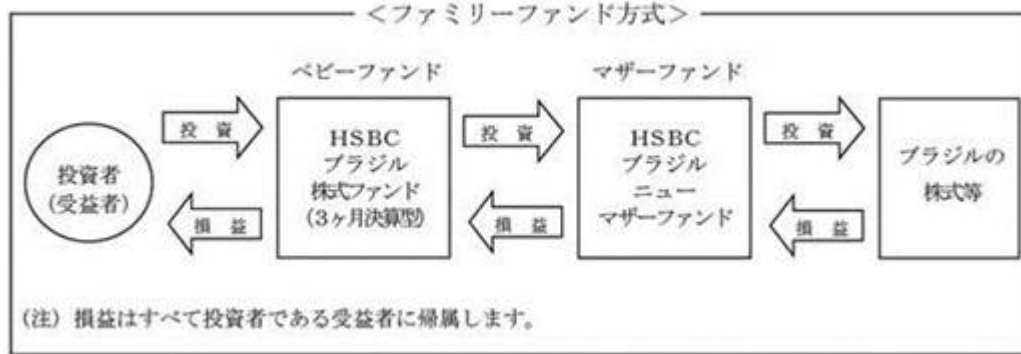 ＜ファミリーファンド方式＞
ベビーファンド
マザーファンド
投資者
(受益者)
投 資
損 益
HSBC
ブラジル
株式ファンド
(3ヶ月決算型)
投 資
損 益
HSBC
ブラジル
ニュー
マザーファンド
投 資
損 益
ブラジルの
株式等
(注) 損益はすべて投資者である受益者に帰属します。